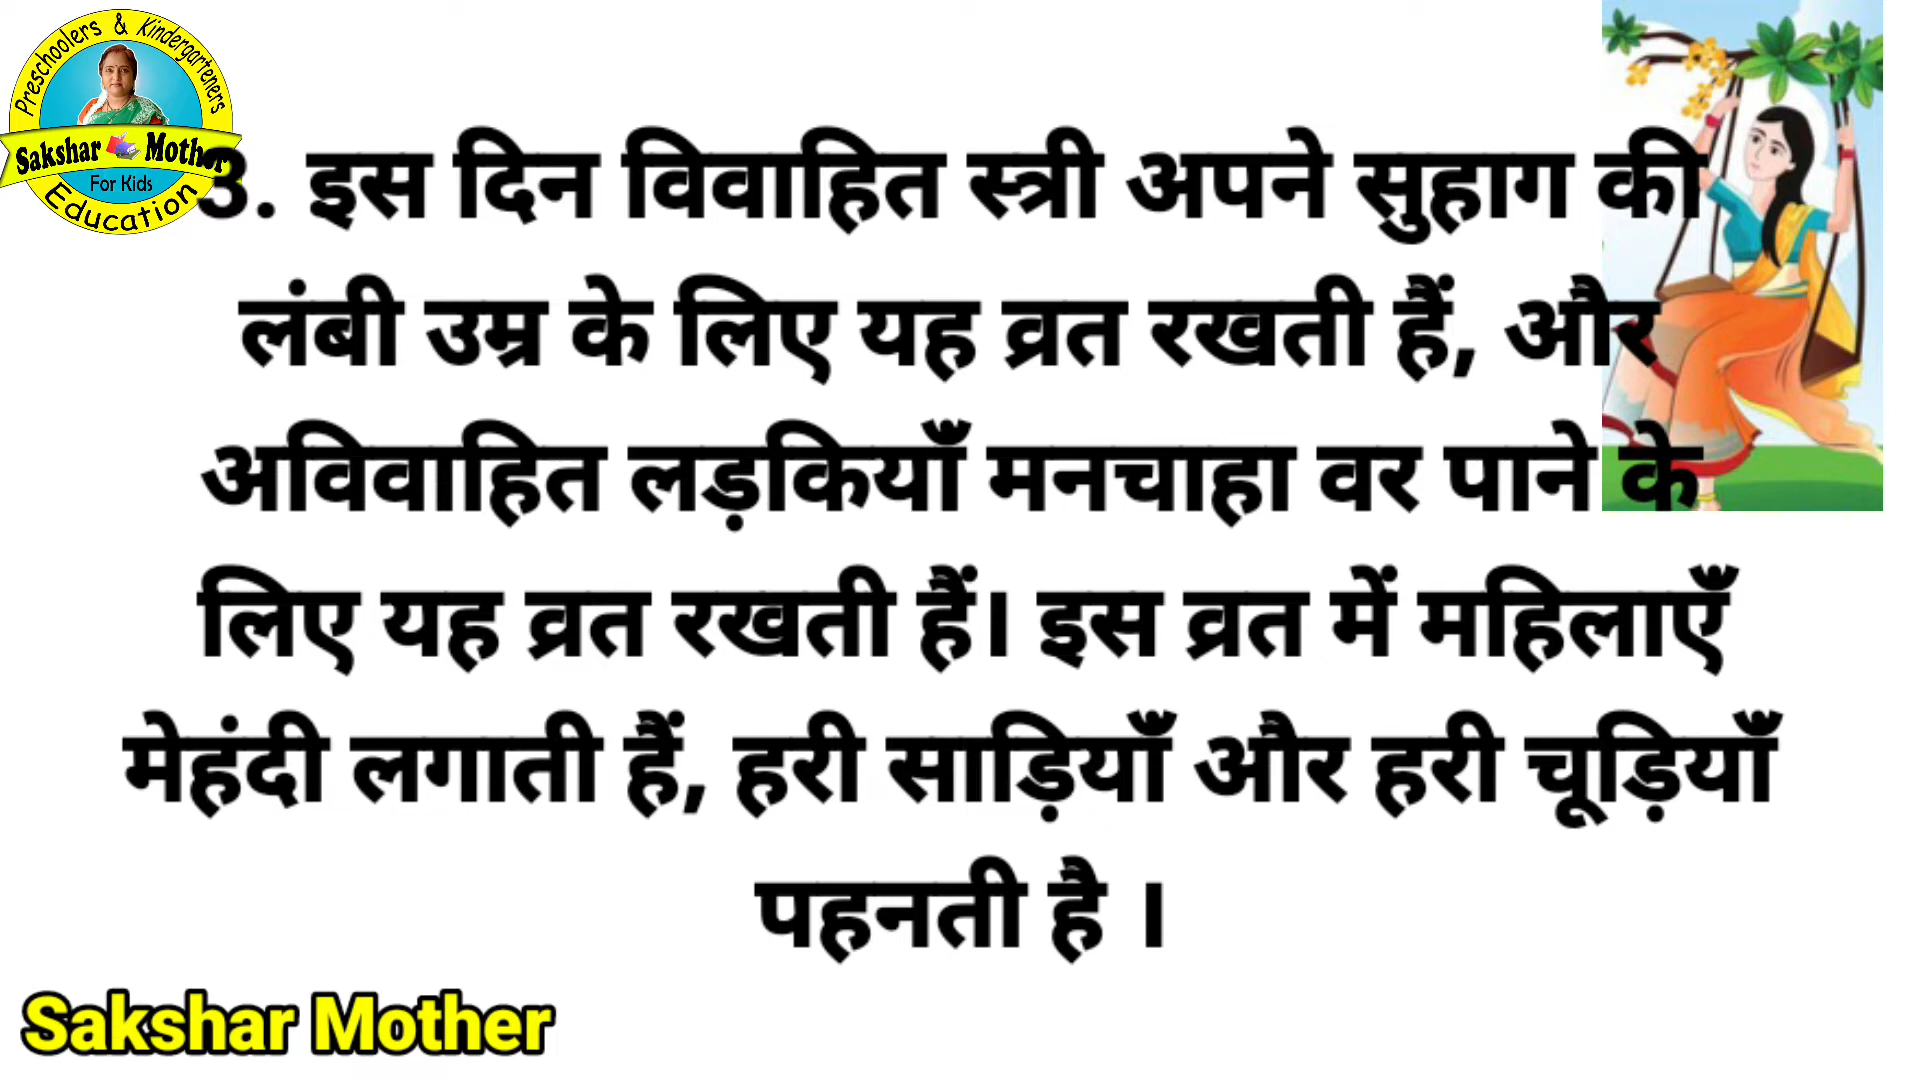 Preschoolers & Kindergarteners
Sakshar Mother
For Kids
Education
3. इस दिन विवाहित स्त्री अपने सुहाग की
लंबी उम्र के लिए यह व्रत रखती हैं, और
अविवाहित लड़कियाँ मनचाहा वर पाने के
लिए यह व्रत रखती हैं। इस व्रत में महिलाएँ
मेहंदी लगाती हैं, हरी साड़ियाँ और हरी चूड़ियाँ
पहनती है ।
Sakshar Mother